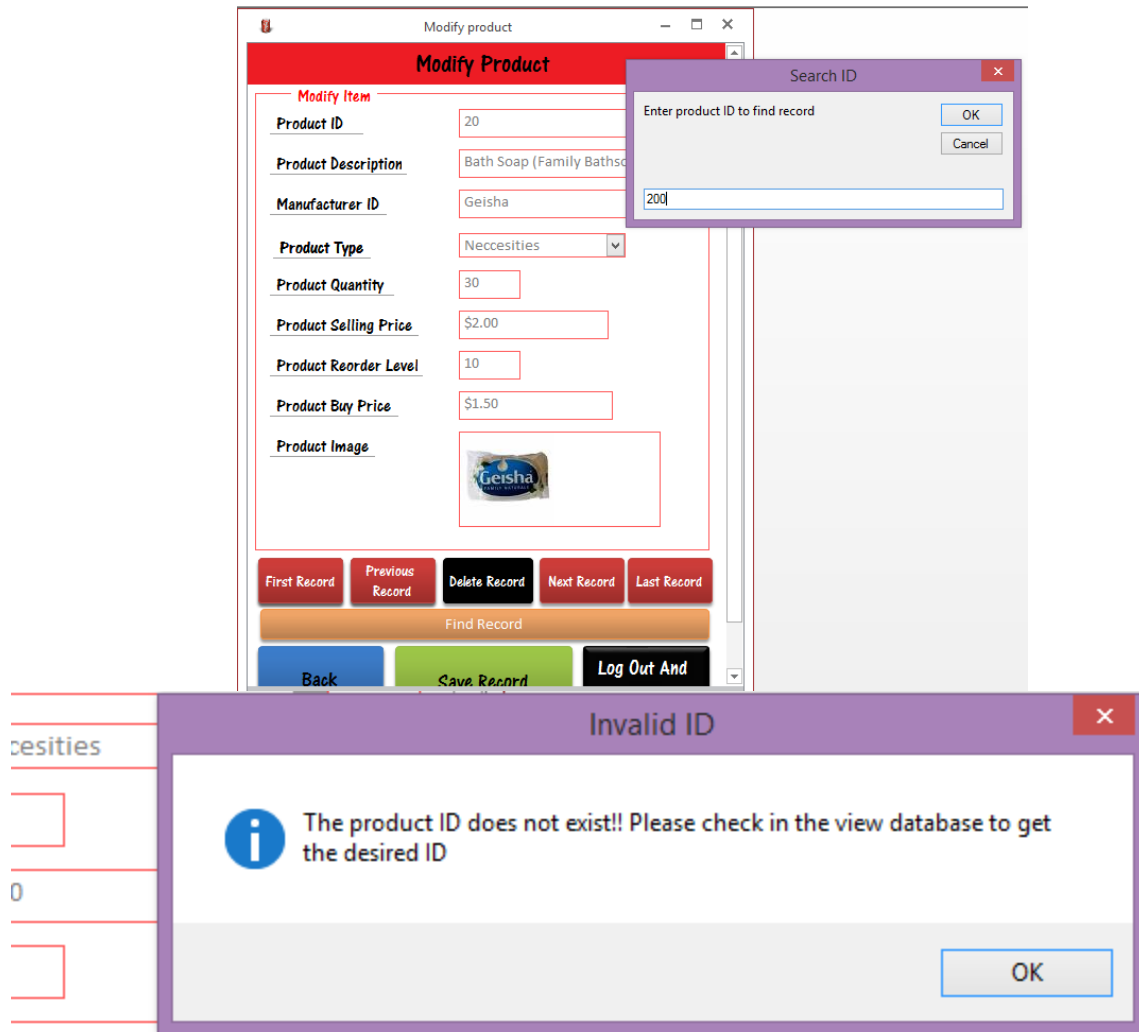 Modify product
Modify Product
Search ID
Enter product ID to find record
OK
Cancel
200
Modify Item
Product ID
20
Product Description
Bath Soap (Family Bathso
Manufacturer ID
Geisha
Product Type
Neccesities
Product Quantity
30
Product Selling Price
$2.00
Product Reorder Level
10
Product Buy Price
$1.50
Product Image
Geisha
First Record
Previous
Record
Delete Record
Next Record
Last Record
Find Record
Back
Save Record
Log Out And
Invalid ID
cesities
The product ID does not exist!! Please check in the view database to get
the desired ID
0
OK